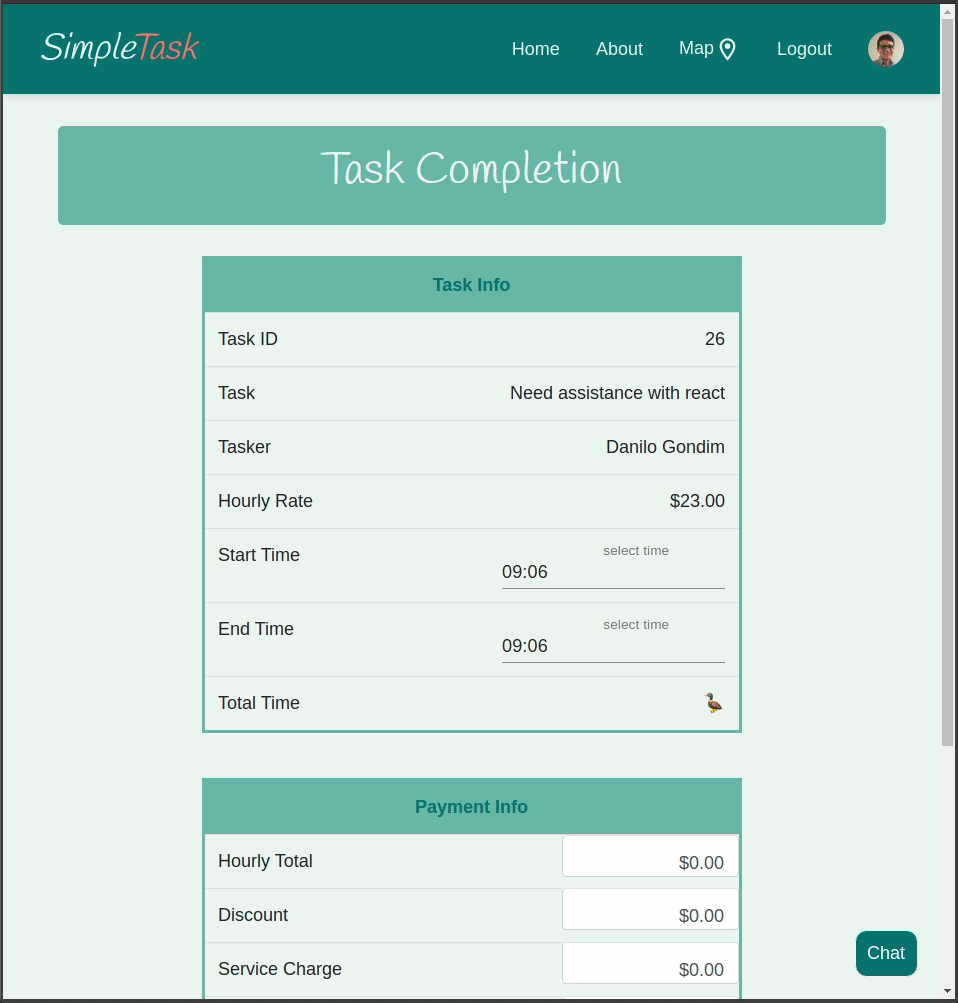 SimpleTask
Home About Map Logout
Task Completion
Task Info
Task ID 26
Task Need assistance with react
Tasker Danilo Gondim
Hourly Rate $23.00
Start Time select time
09:06
End Time select time
09:06
Total Time
Payment Info
Hourly Total $0.00
Discount $0.00
Service Charge $0.00
Chat